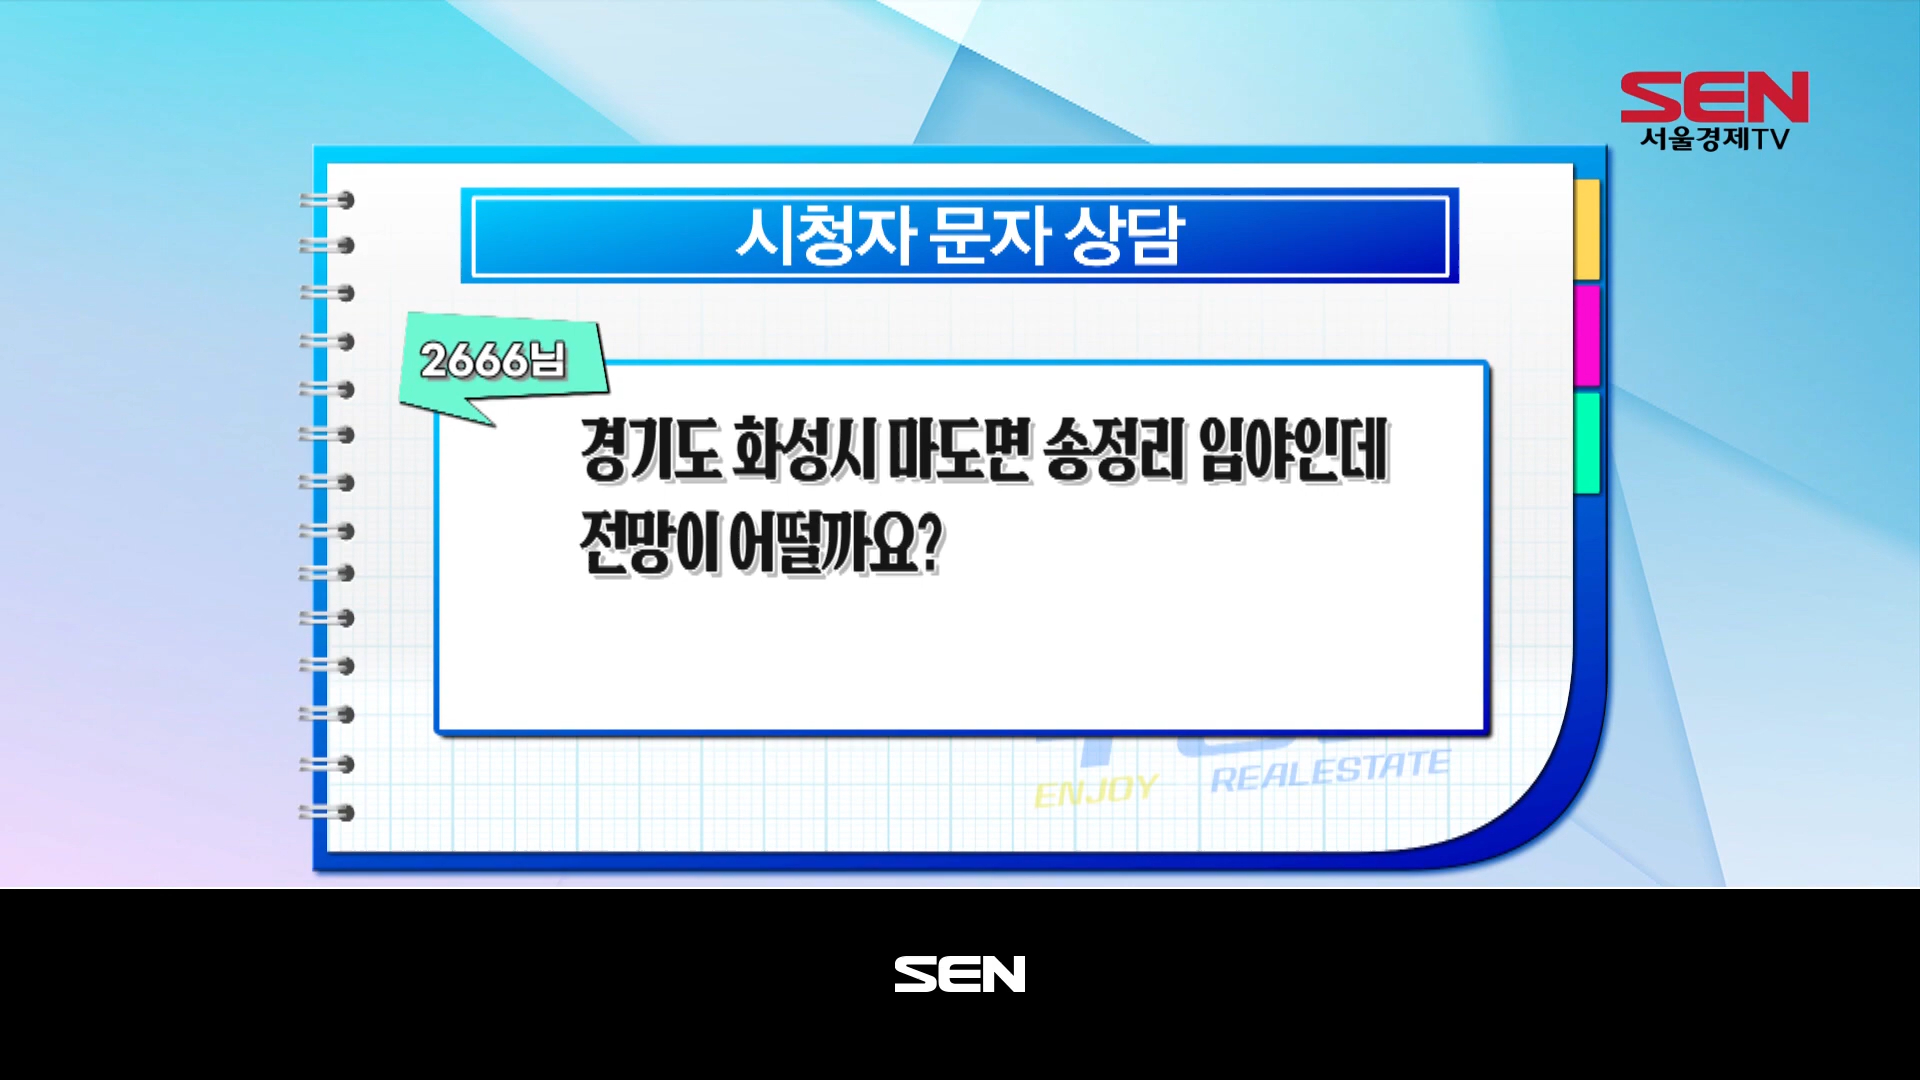 SEN
서울경제TV
시청자 문자 상담
2666님
경기도 화성시 마도면 송정리 임야인데
전망이 어떨까요?
ENJOY REALESTATE
SEN